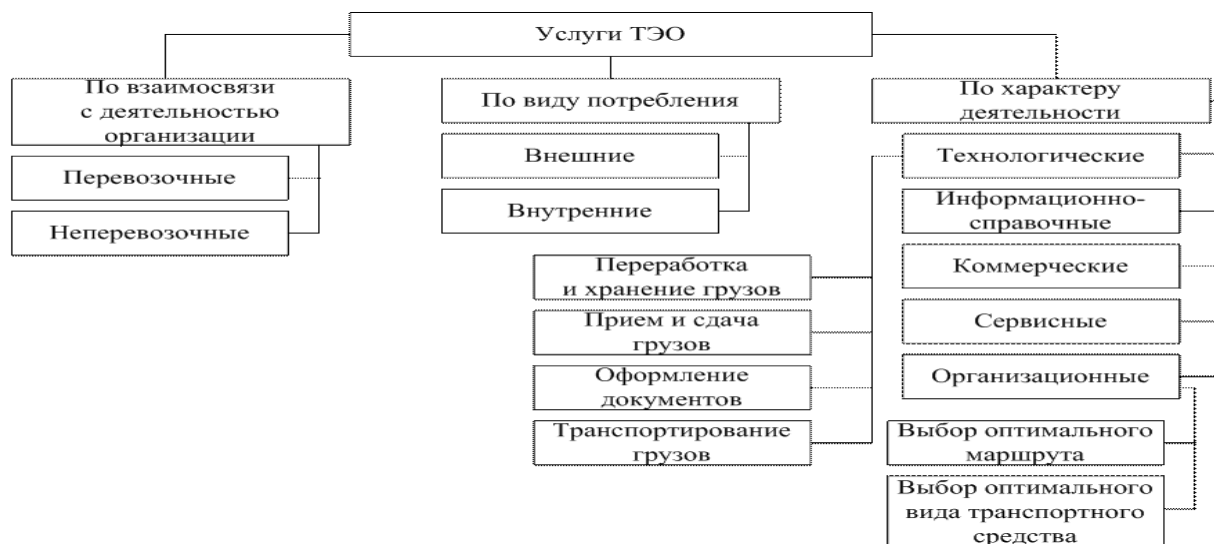 Услуги ТЭО
По взаимосвязи
с деятельностью
организации
Перевозочные
Неперевозочные
По виду потребления
Внешние
Внутренние
По характеру
деятельности
Технологические
Информационно-
справочные
Коммерческие
Сервисные
Организационные
Переработка
и хранение грузов
Прием и сдача
грузов
Оформление
документов
Транспортирование
грузов
Выбор оптимального
маршрута
Выбор оптимального
вида транспортного
средства